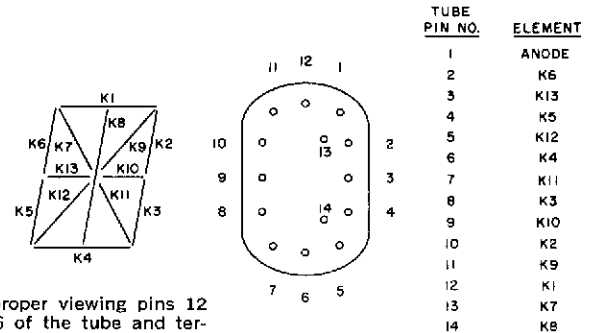 K1
K8
K6 K7 K9 K2
K13 K10
K12 K11
K5 K3
K4
11 12 1
10 2
13
9 3
14
8 4
7 6 5
TUBE
PIN NO. ELEMENT
1 ANODE
2 K6
3 K13
4 K5
5 K12
6 K4
7 K11
8 K3
9 K10
10 K2
11 K9
12 K1
13 K7
14 K8
roper viewing pins 12
6 of the tube and ter-